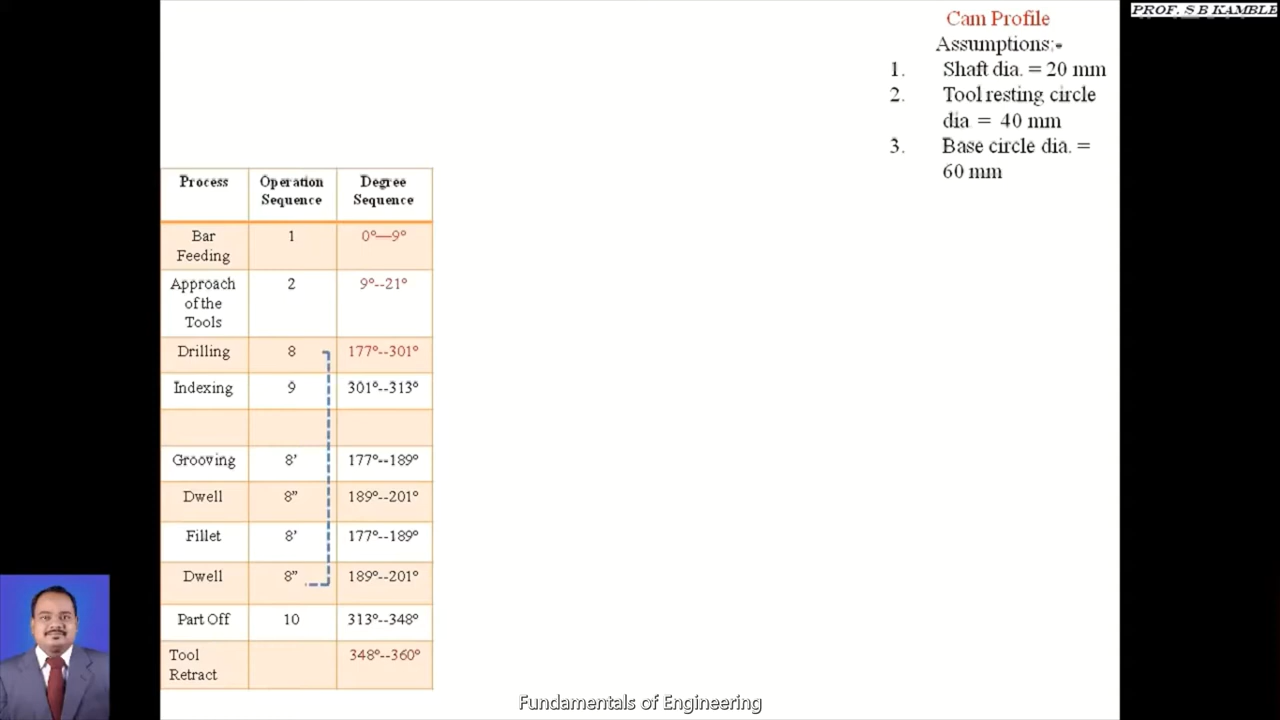 PROF. S B KAMBLE
Cam Profile
Assumptions:-
1. Shaft dia. = 20 mm
2. Tool resting circle
dia = 40 mm
3. Base circle dia. =
60 mm
Process Operation Sequence Degree Sequence
Bar Feeding 1 0°—9°
Approach of the Tools 2 9°--21°
Drilling 8 177°--301°
Indexing 9 301°--313°
Grooving 8’ 177°--189°
Dwell 8” 189°--201°
Fillet 8’ 177°--189°
Dwell 8” 189°--201°
Part Off 10 313°--348°
Tool Retract 348°--360°
Fundamentals of Engineering